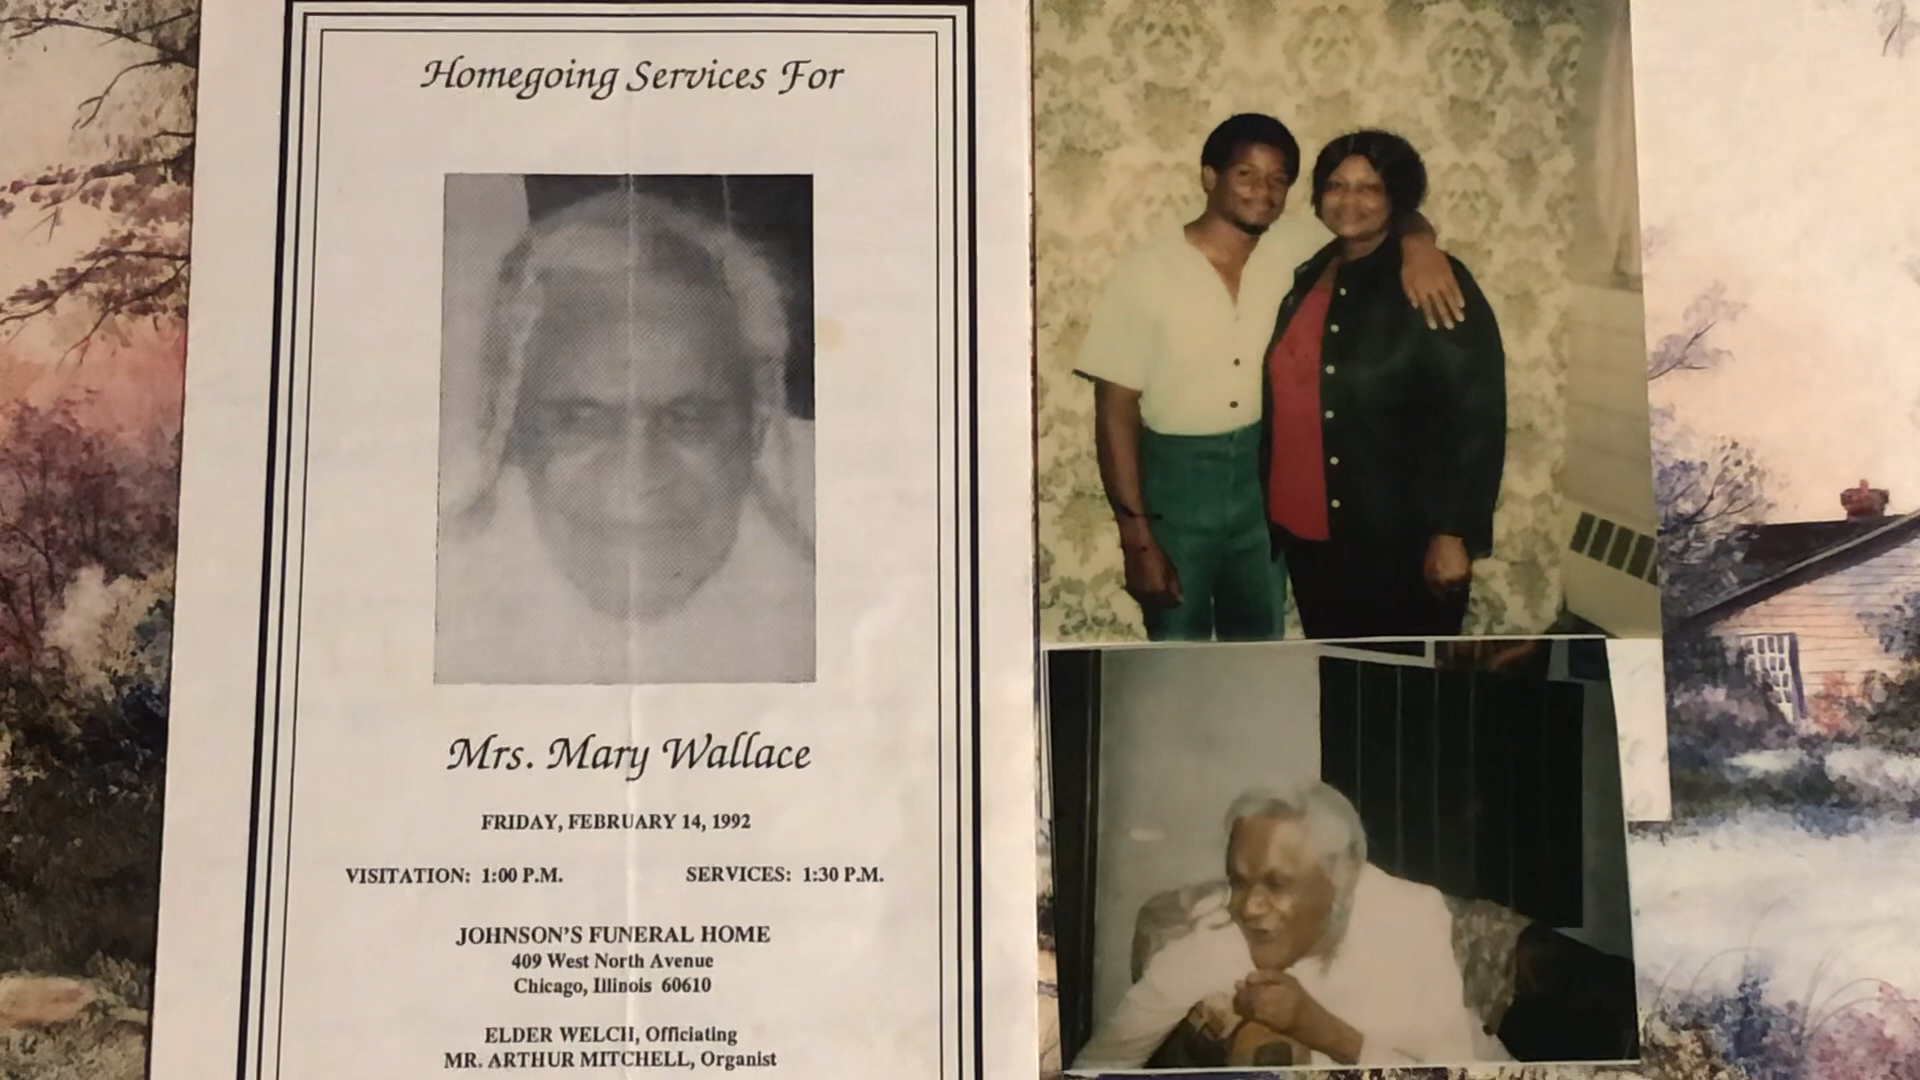 Homegoing Services For
Mrs. Mary Wallace
FRIDAY, FEBRUARY 14, 1992
VISITATION: 1:00 P.M. SERVICES: 1:30 P.M.
JOHNSON'S FUNERAL HOME
409 West North Avenue
Chicago, Illinois 60610
ELDER WELCH, Officiating
MR. ARTHUR MITCHELL, Organist